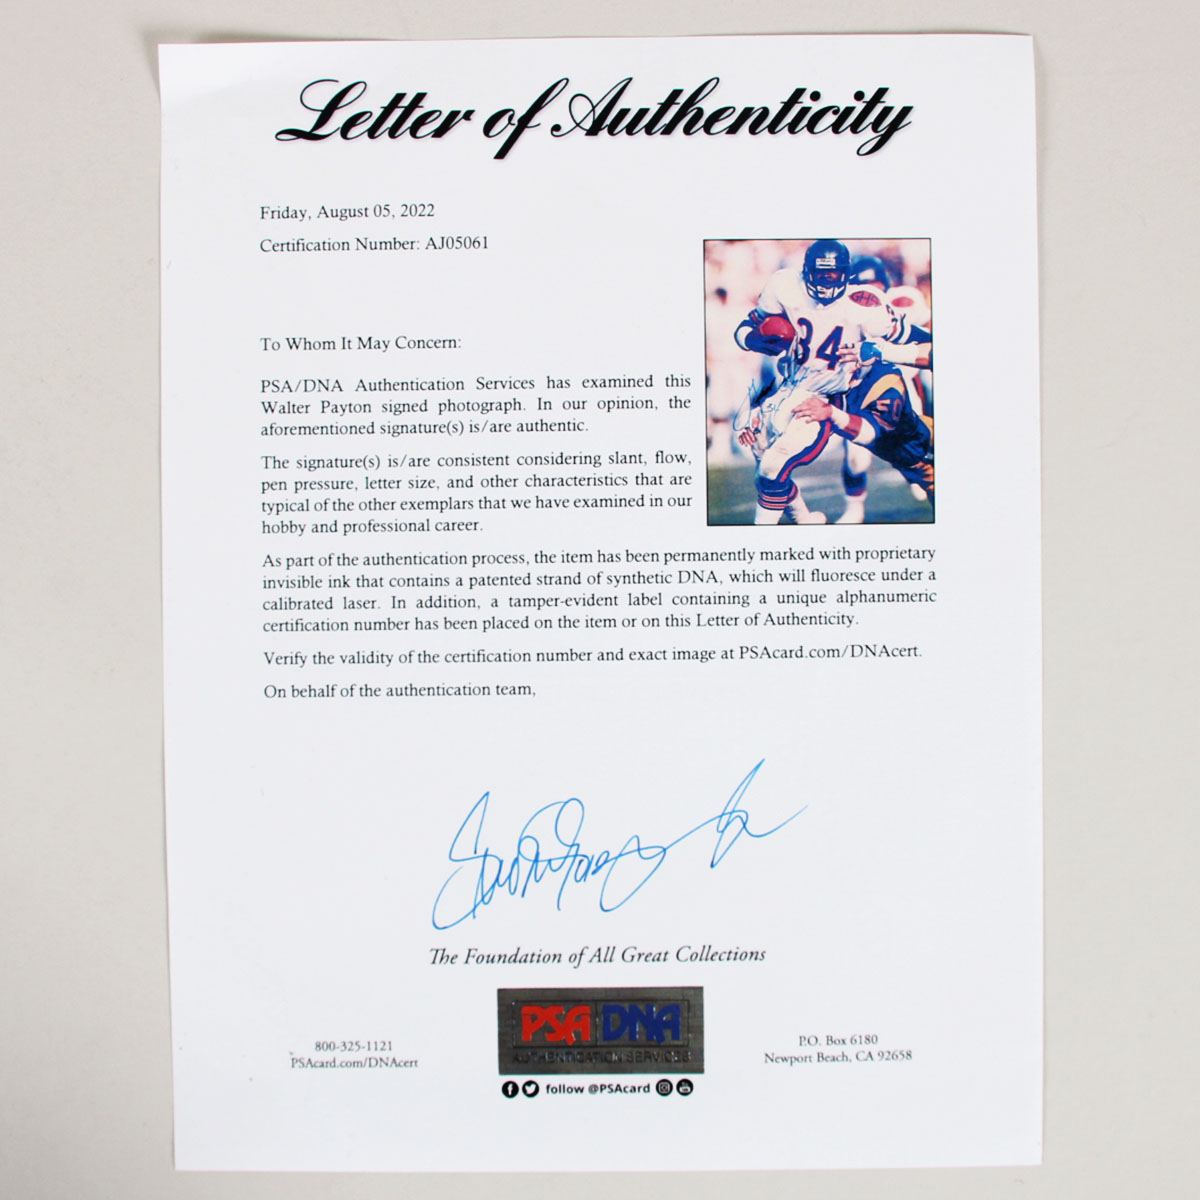 Letter of Authenticity
Friday, August 05, 2022
Certification Number: AJ05061
To Whom It May Concern:
PSA/DNA Authentication Services has examined this
Walter Payton signed photograph. In our opinion, the
aforementioned signature(s) is/are authentic.
The signature(s) is/are consistent considering slant, flow,
pen pressure, letter size, and other characteristics that are
typical of the other exemplars that we have examined in our
hobby and professional career.
GHS
34
50
As part of the authentication process, the item has been permanently marked with proprietary
invisible ink that contains a patented strand of synthetic DNA, which will fluoresce under a
calibrated laser. In addition, a tamper-evident label containing a unique alphanumeric
certification number has been placed on the item or on this Letter of Authenticity.
Verify the validity of the certification number and exact image at PSAcard.com/DNAcert.
On behalf of the authentication team,
The Foundation of All Great Collections
PSA DNA
AUTHENTICATION SERVICES
800-325-1121
PSAcard.com/DNAcert
P.O. Box 6180
Newport Beach, CA 92658
follow @PSAcard